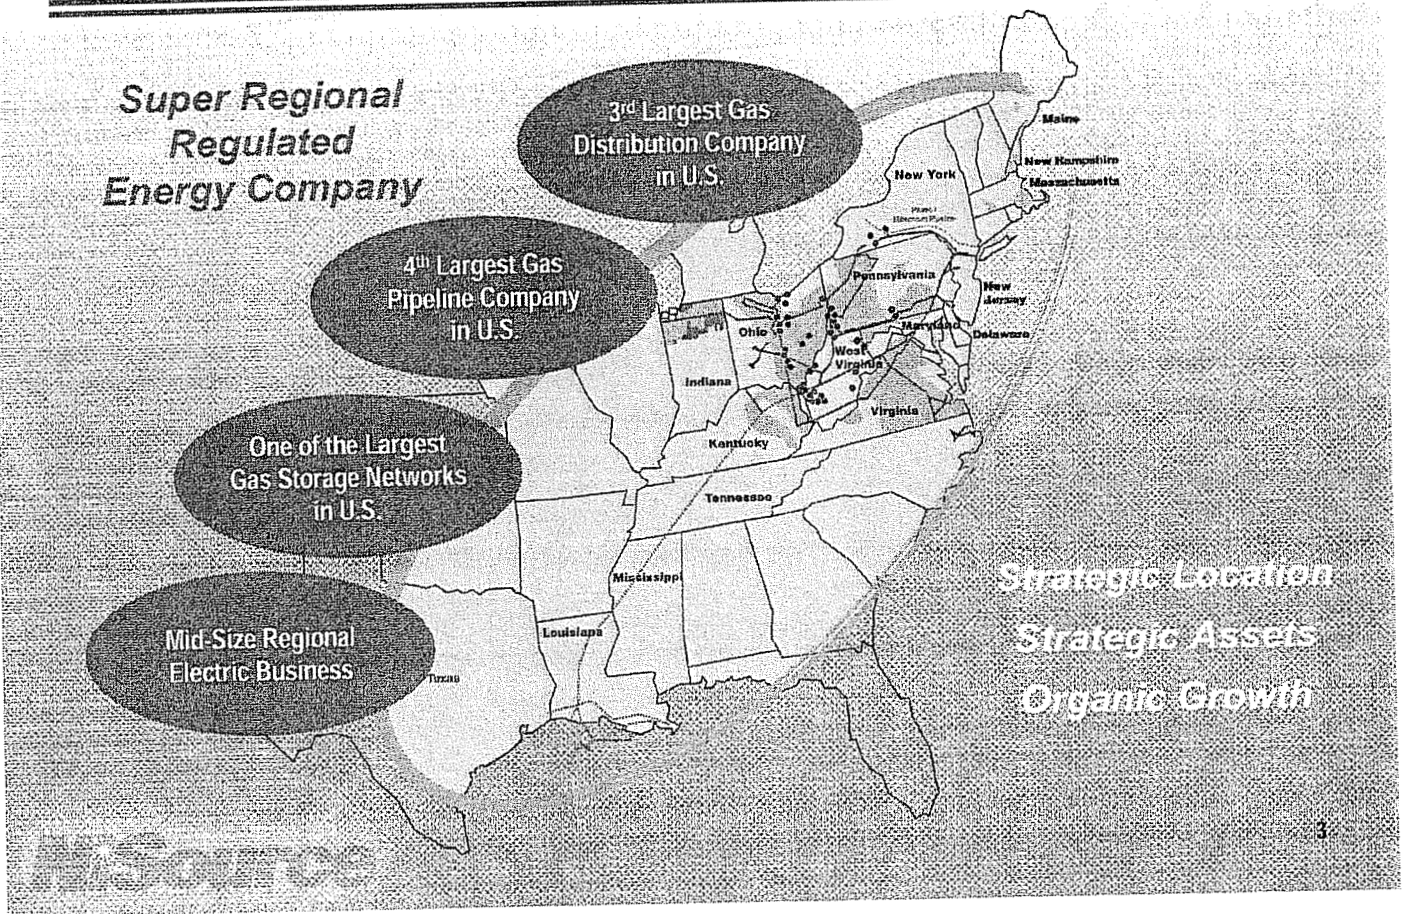 Super Regional
Regulated
Energy Company
3rd Largest Gas
Distribution Company
in U.S.
4th Largest Gas
Pipeline Company
in U.S.
One of the Largest
Gas Storage Networks
in U.S.
Mid-Size Regional
Electric Business
Maine
New Hampshire
Massachusetts
New York
Pennsylvania
New
Jersey
Maryland
Delaware
Ohio
West
Virginia
Indiana
Virginia
Kentucky
Tennessee
Mississippi
Louisiana
Texas
Strategic Location
Strategic Assets
Organic Growth
NiSource
3